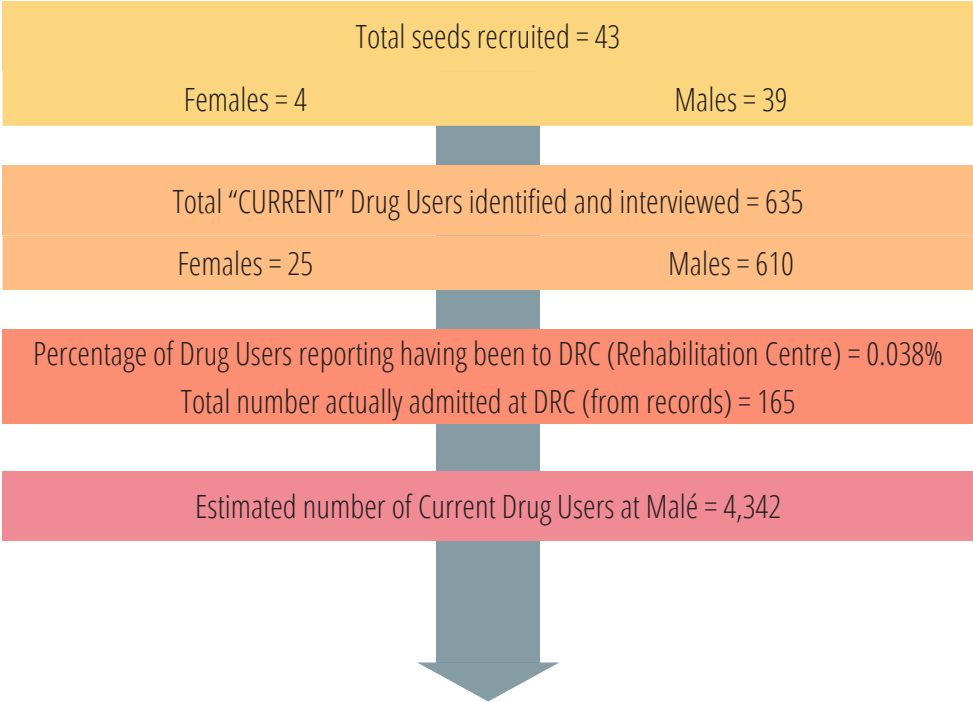 Total seeds recruited = 43
Females = 4 Males = 39
Total “CURRENT” Drug Users identified and interviewed = 635
Females = 25 Males = 610
Percentage of Drug Users reporting having been to DRC (Rehabilitation Centre) = 0.038%
Total number actually admitted at DRC (from records) = 165
Estimated number of Current Drug Users at Malé = 4,342